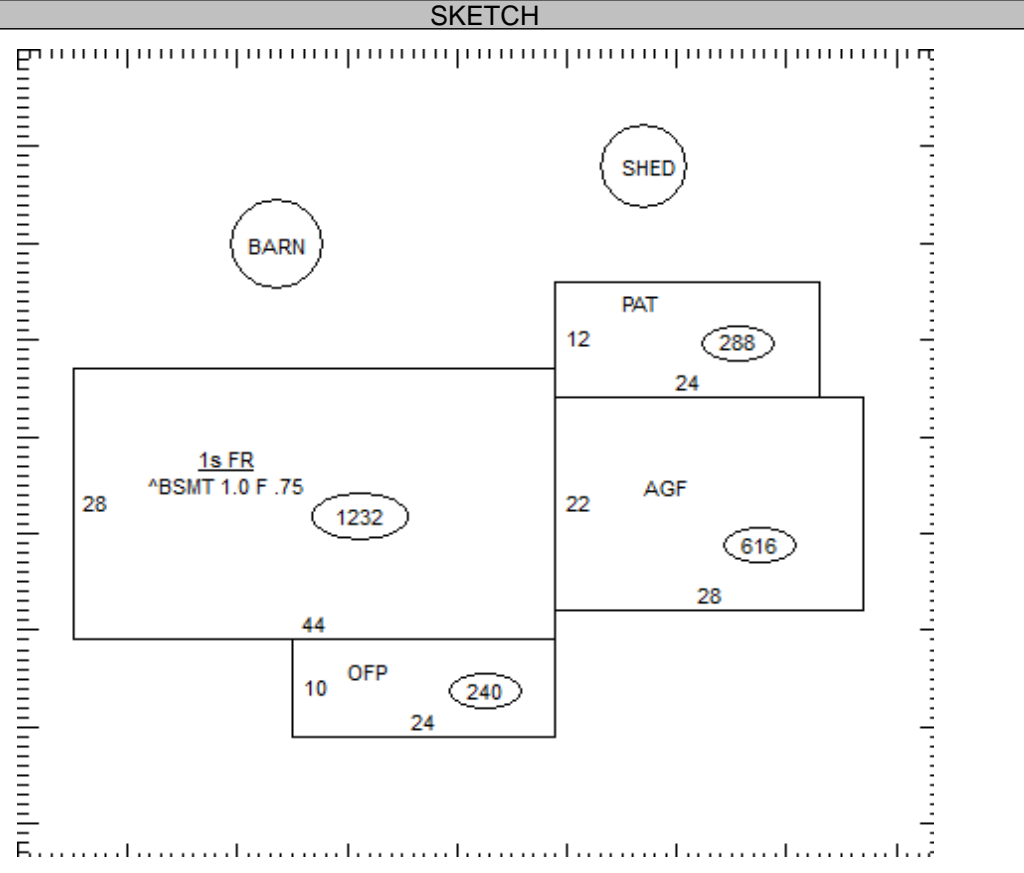 SKETCH
SHED
BARN
PAT
12
288
24
1s FR
^BSMT 1.0 F .75
28
1232
44
22
AGF
616
28
OFP
10
240
24